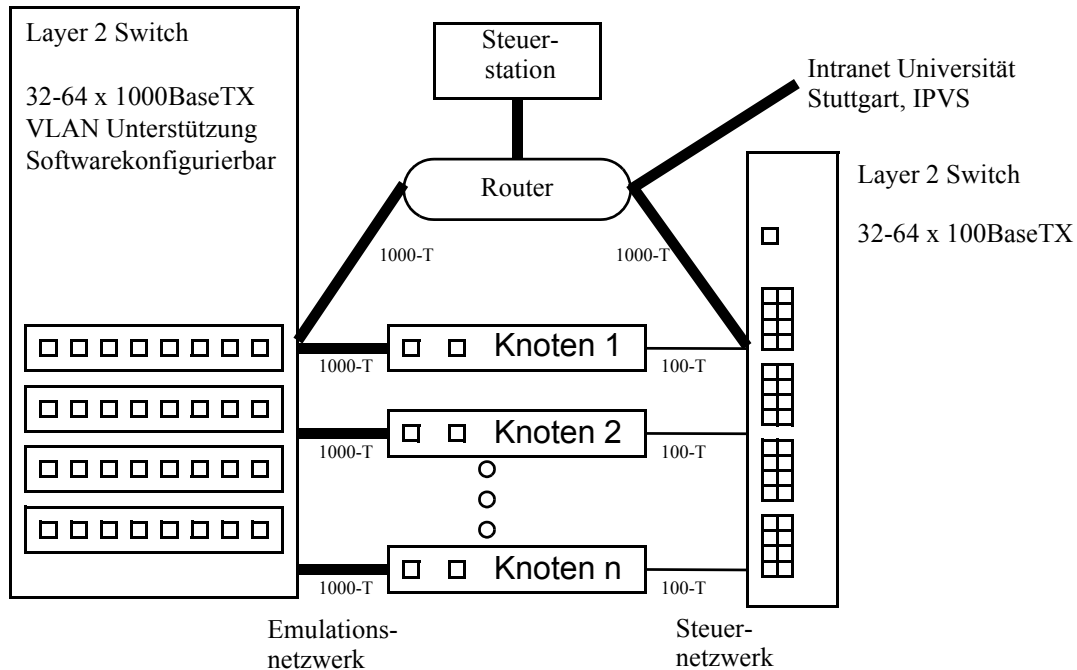 Layer 2 Switch
32-64 x 1000BaseTX
VLAN Unterstützung
Softwarekonfigurierbar
Steuer-
station
Intranet Universität
Stuttgart, IPVS
Router
Layer 2 Switch
32-64 x 100BaseTX
1000-T
1000-T
Knoten 1
1000-T
100-T
Knoten 2
1000-T
100-T
Knoten n
1000-T
100-T
Emulations-
netzwerk
Steuer-
netzwerk